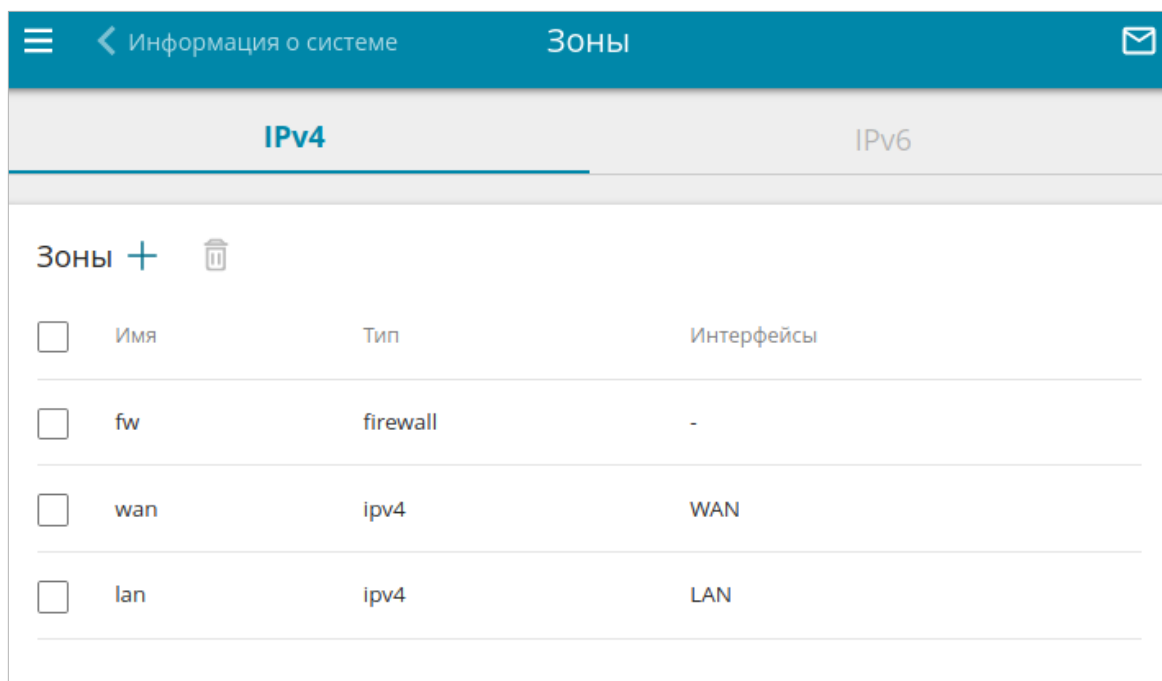 Информация о системе Зоны
IPv4 IPv6
Зоны
Имя Тип Интерфейсы
fw firewall -
wan ipv4 WAN
lan ipv4 LAN